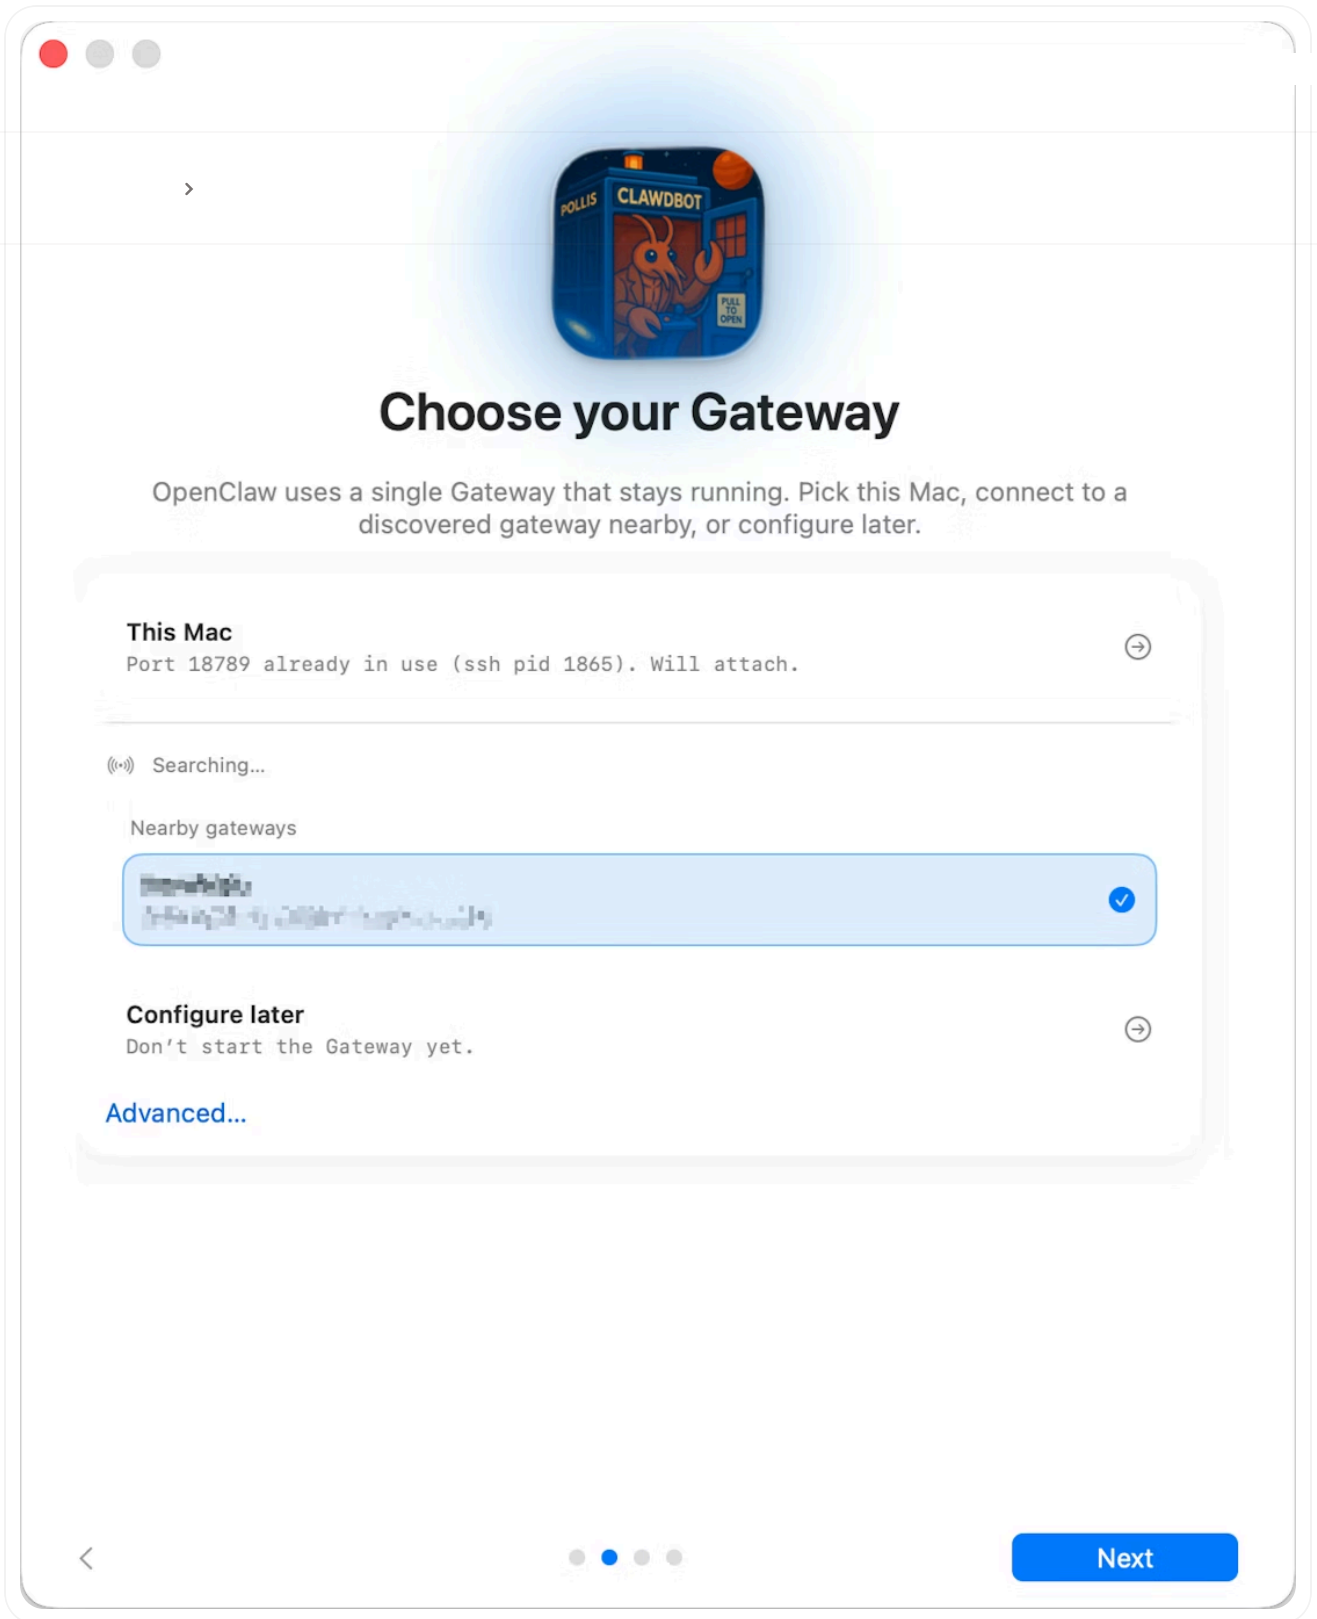 POLLIS
CLAWDBOT
PULL
TO
OPEN
Choose your Gateway
OpenClaw uses a single Gateway that stays running. Pick this Mac, connect to a
discovered gateway nearby, or configure later.
This Mac
Port 18789 already in use (ssh pid 1865). Will attach.
Searching...
Nearby gateways
Configure later
Don’t start the Gateway yet.
Advanced...
Next